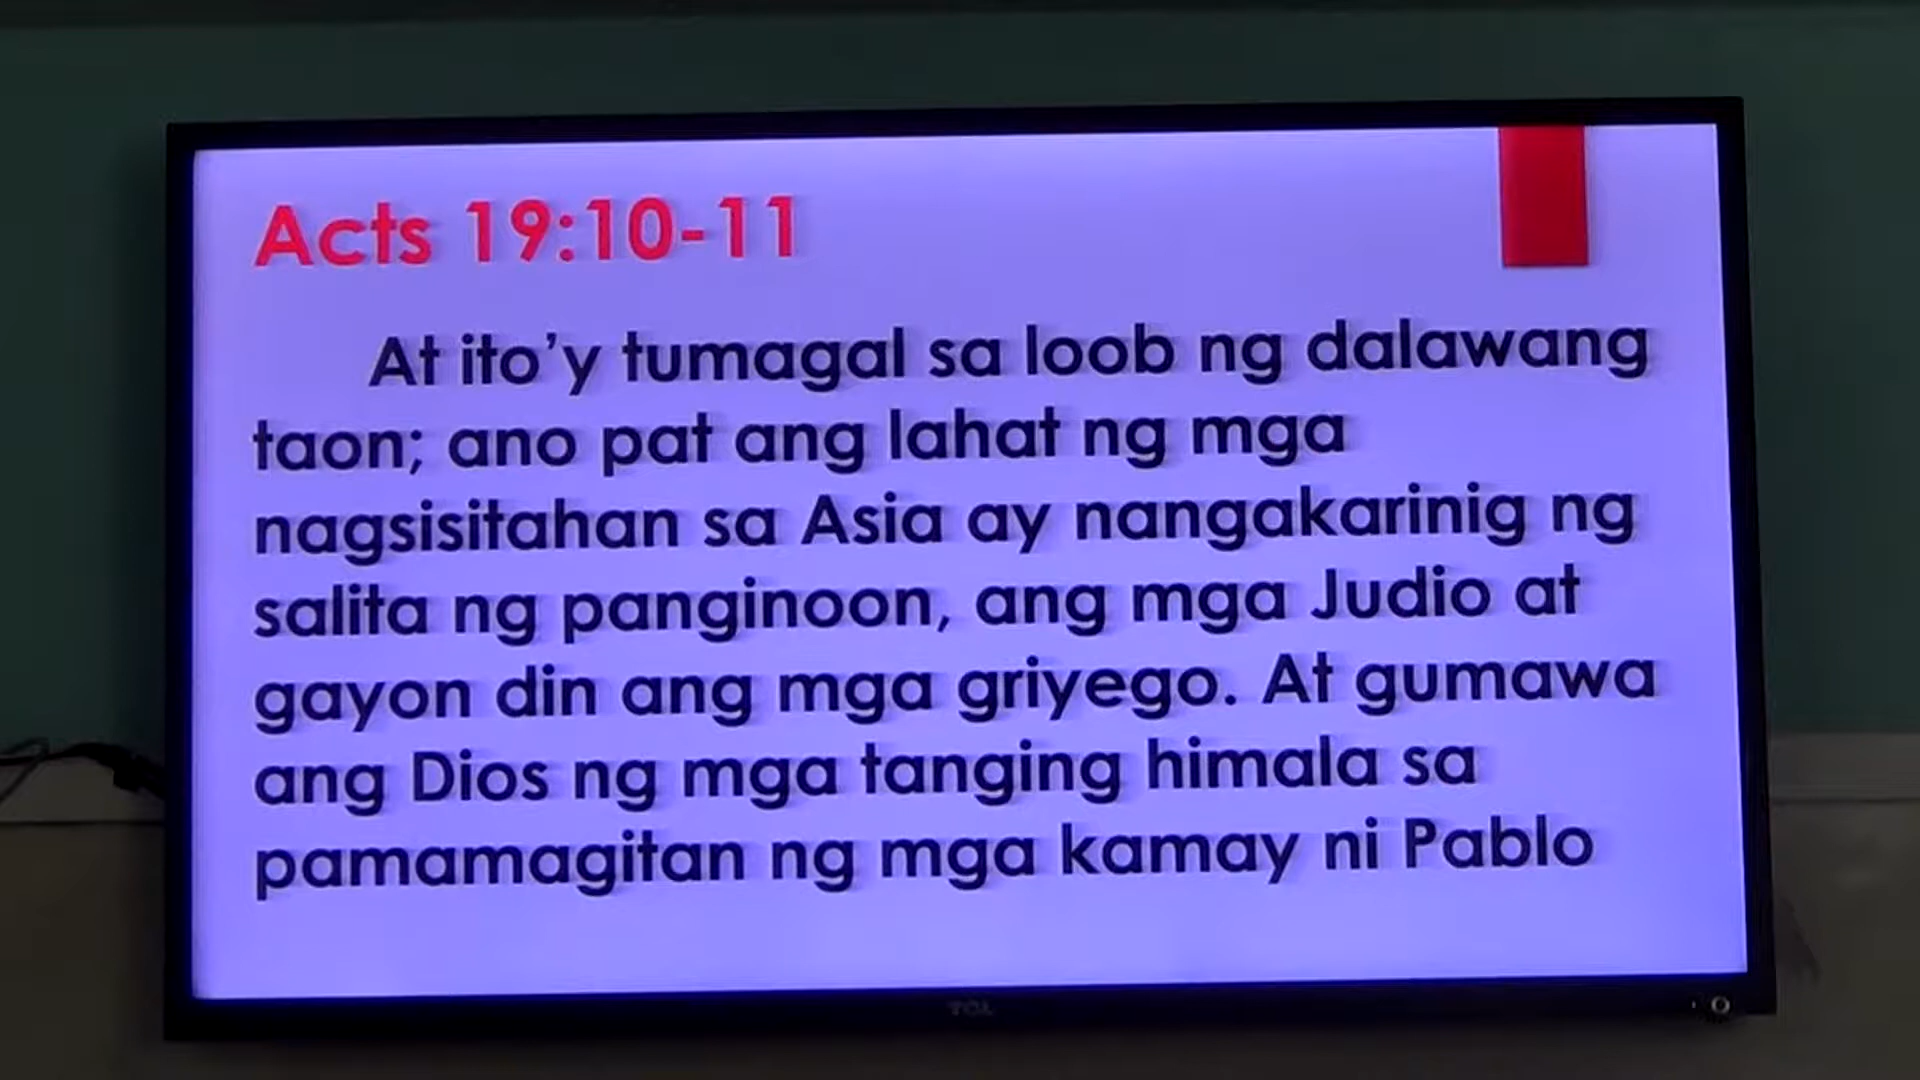 Acts 19:10-11
At ito’y tumagal sa loob ng dalawang
taon; ano pat ang lahat ng mga
nagsisitahan sa Asia ay nangakarinig ng
salita ng panginoon, ang mga Judio at
gayon din ang mga griyego. At gumawa
ang Dios ng mga tanging himala sa
pamamagitan ng mga kamay ni Pablo
TCL